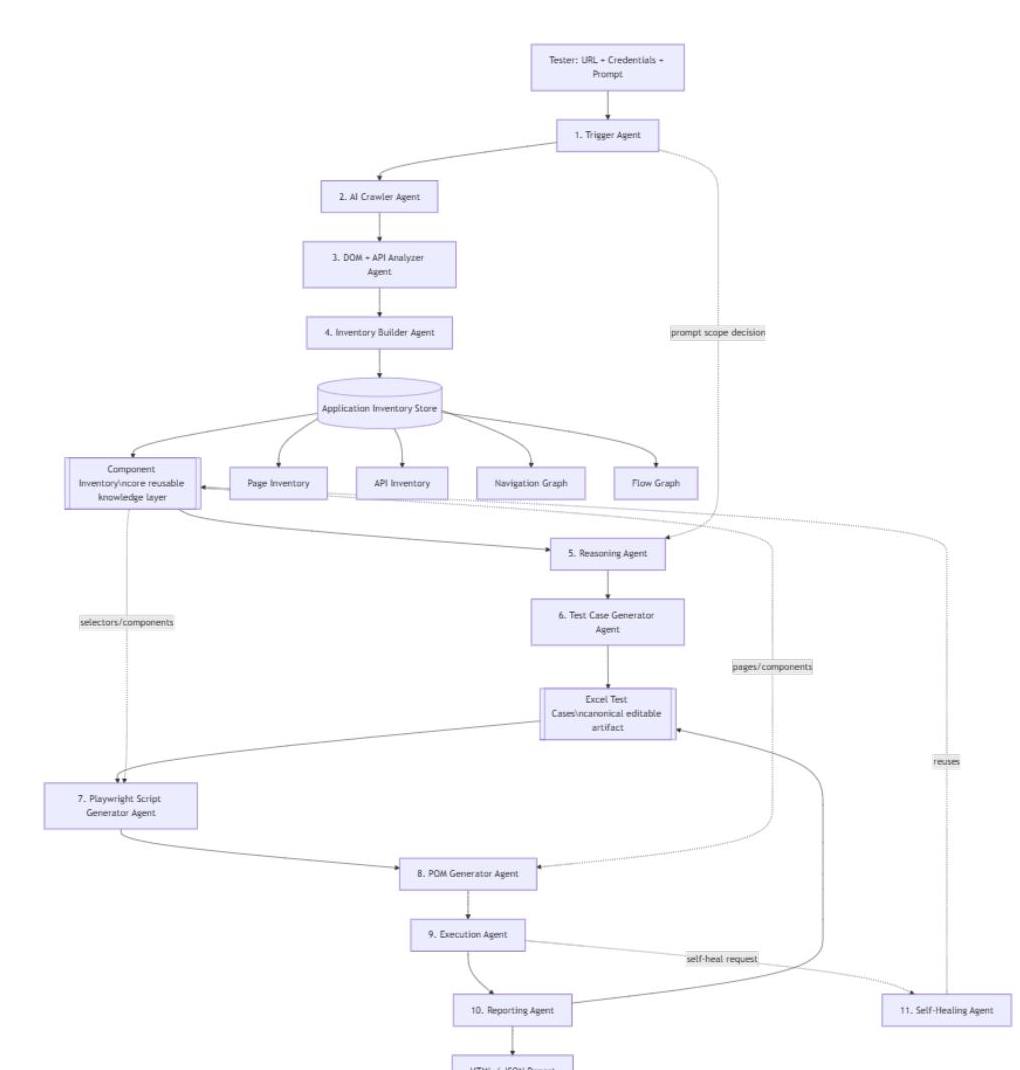 Tester: URL + Credentials +
Prompt
1. Trigger Agent
2. AI Crawler Agent
3. DOM + API Analyzer
Agent
prompt scope decision
4. Inventory Builder Agent
Application Inventory Store
Component
Inventory\ncore reusable
knowledge layer
Page Inventory
API Inventory
Navigation Graph
Flow Graph
5. Reasoning Agent
selectors/components
6. Test Case Generator
Agent
pages/components
Excel Test
Cases\ncanonical editable
artifact
reuses
7. Playwright Script
Generator Agent
8. POM Generator Agent
9. Execution Agent
self-heal request
10. Reporting Agent
11. Self-Healing Agent